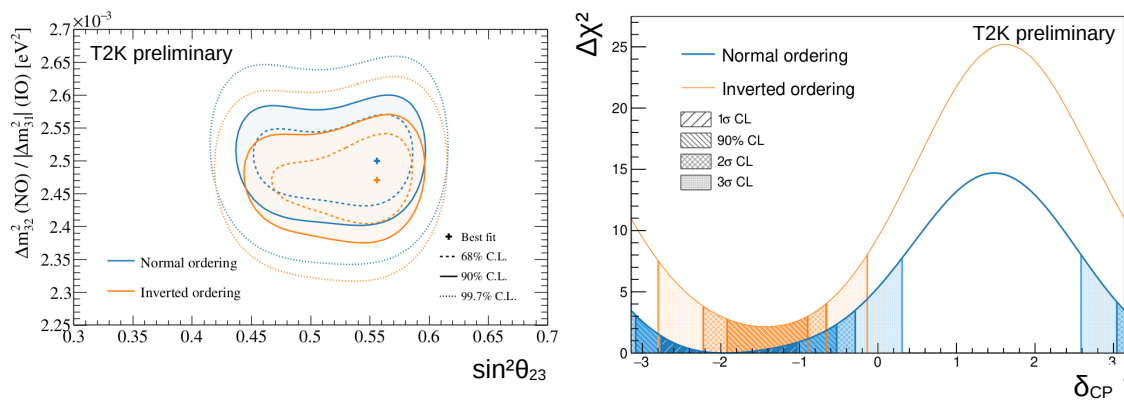 ×10⁻³
2.7
2.65
2.6
2.55
2.5
2.45
2.4
2.35
2.3
2.25
Δm²₃₂ (NO) / |Δm²₃₁| (IO) [eV²]
T2K preliminary
Best fit
68% C.L.
90% C.L.
99.7% C.L.
Normal ordering
Inverted ordering
0.3 0.35 0.4 0.45 0.5 0.55 0.6 0.65 0.7
sin²θ₂₃
Δχ²
T2K preliminary
25
20
15
10
5
0
Normal ordering
Inverted ordering
1σ CL
90% CL
2σ CL
3σ CL
−3 −2 −1 0 1 2 3
δCP